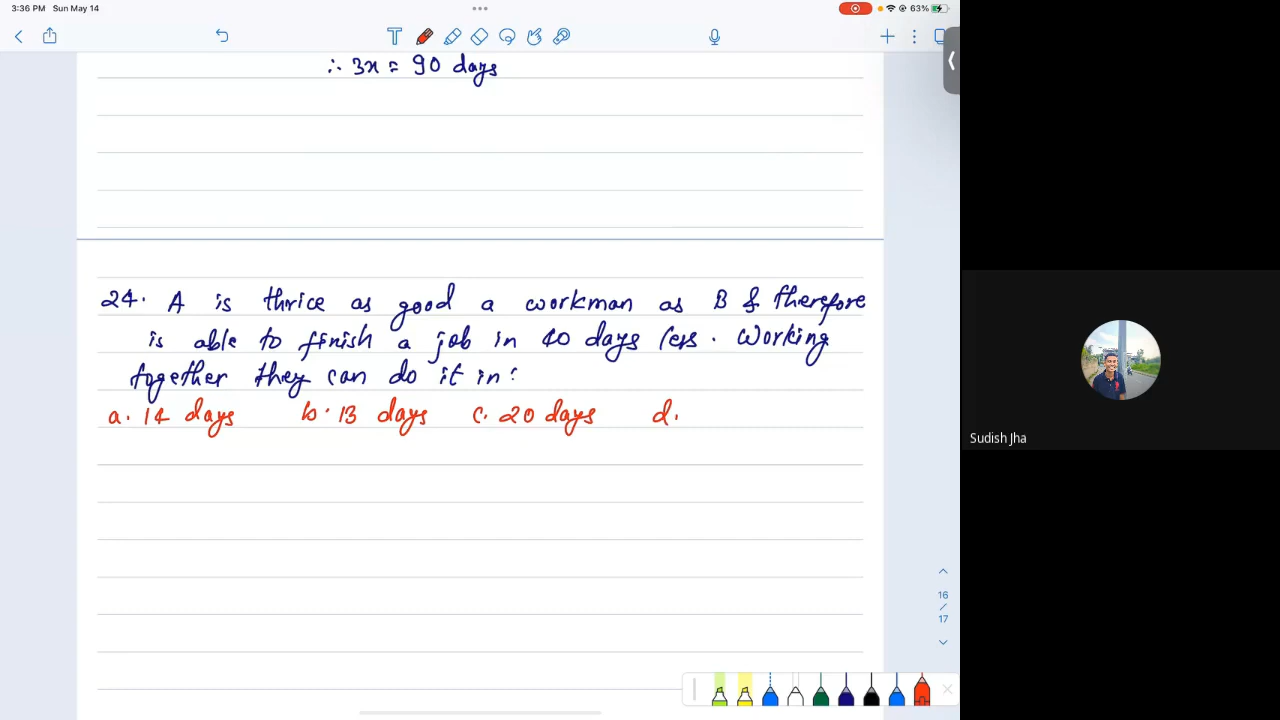 3:36 PM Sun May 14
63%
∴ 3x = 90 days
24. A is thrice as good a workman as B & therefore
is able to finish a job in 40 days less. Working
together they can do it in:
a. 14 days b. 13 days c. 20 days d.
Sudish Jha
16
/
17